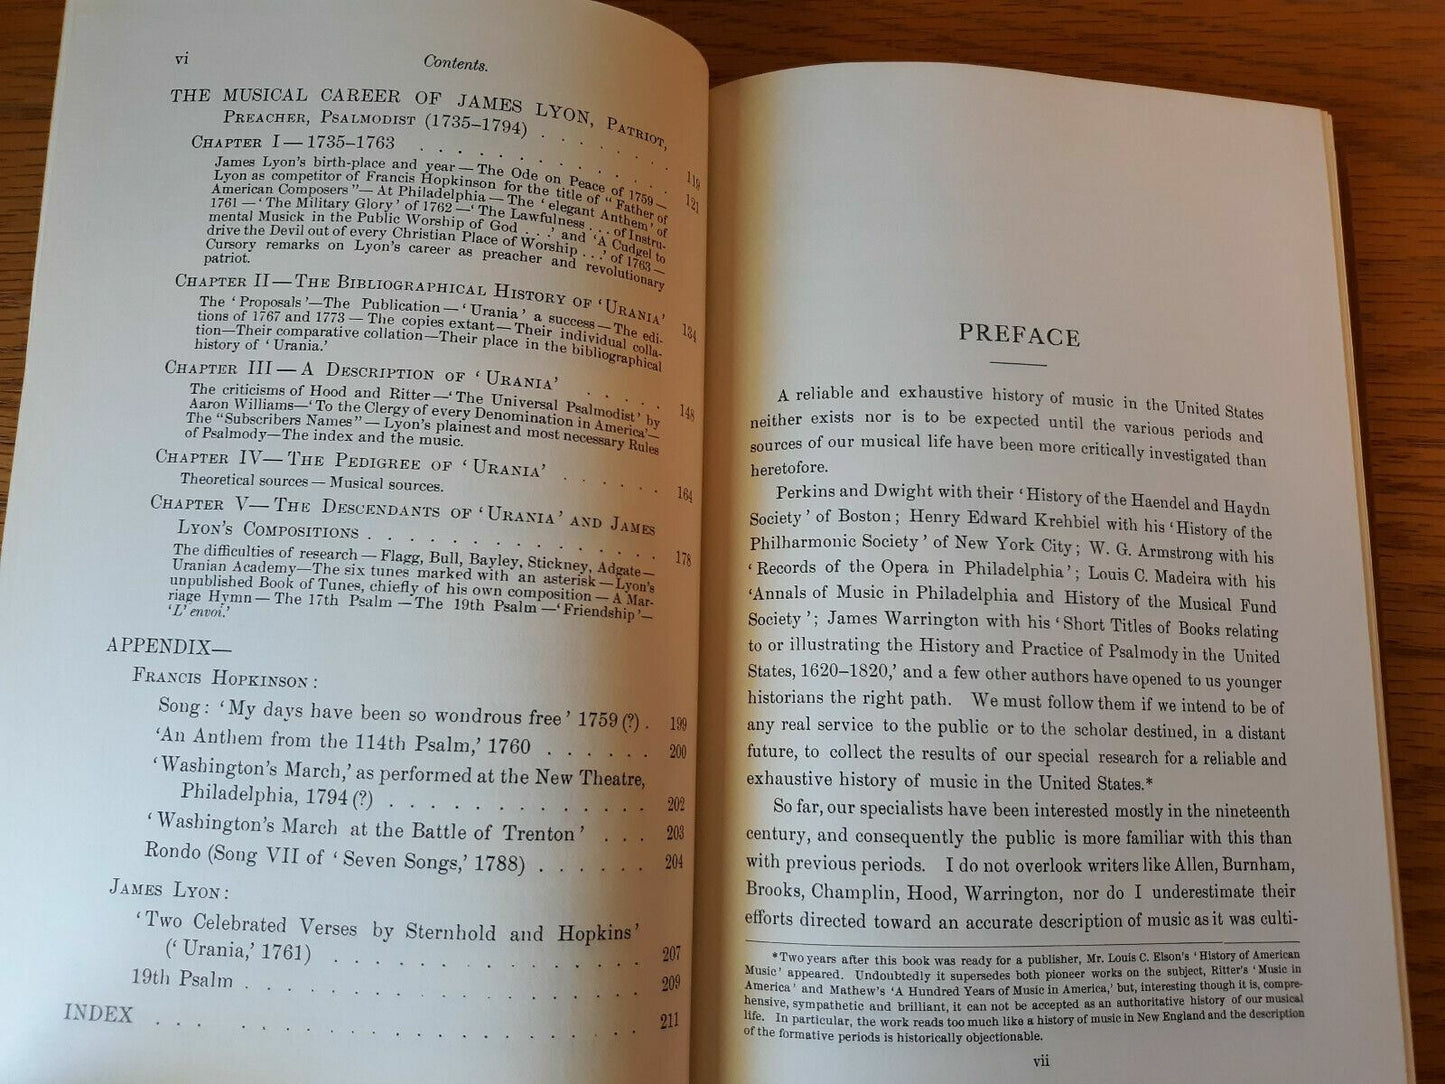 vi
Contents.
THE MUSICAL CAREER OF JAMES LYON, PATRIOT,
PREACHER, PSALMODIST (1735–1794) . . . . . . 119
CHAPTER I—1735–1763 . . . . . . . . . . . 121
James Lyon's birth-place and year—The Ode on Peace of 1759—
Lyon as competitor of Francis Hopkinson for the title of "Father of
American Composers"—At Philadelphia—The 'elegant Anthem' of
1761—'The Military Glory' of 1762—'The Lawfulness . . . of Instru-
mental Musick in the Public Worship of God . . .' and 'A Cudgel to
drive the Devil out of every Christian Place of Worship . . .' of 1763—
Cursory remarks on Lyon's career as preacher and revolutionary
patriot.
CHAPTER II—THE BIBLIOGRAPHICAL HISTORY OF 'URANIA' 134
The 'Proposals'—The Publication—'Urania' a success—The edi-
tions of 1767 and 1773—The copies extant—Their individual colla-
tion—Their comparative collation—Their place in the bibliographical
history of 'Urania.'
CHAPTER III—A DESCRIPTION OF 'URANIA' . . . . . 148
The criticisms of Hood and Ritter—'The Universal Psalmodist' by
Aaron Williams—'To the Clergy of every Denomination in America'—
The "Subscribers Names"—Lyon's plainest and most necessary Rules
of Psalmody—The index and the music.
CHAPTER IV—THE PEDIGREE OF 'URANIA' . . . . . . 164
Theoretical sources—Musical sources.
CHAPTER V—THE DESCENDANTS OF 'URANIA' AND JAMES
LYON'S COMPOSITIONS . . . . . . . . . . . . . 178
The difficulties of research—Flagg, Bull, Bayley, Stickney, Adgate—
Uranian Academy—The six tunes marked with an asterisk—Lyon's
unpublished Book of Tunes, chiefly of his own composition—A Mar-
riage Hymn—The 17th Psalm—The 19th Psalm—'Friendship'—
'L'envoi.'
APPENDIX—
FRANCIS HOPKINSON:
Song: 'My days have been so wondrous free' 1759 (?) . 199
'An Anthem from the 114th Psalm,' 1760 . . . . . . 200
'Washington's March,' as performed at the New Theatre,
Philadelphia, 1794 (?) . . . . . . . . . . . . 202
'Washington's March at the Battle of Trenton' . . . 203
Rondo (Song VII of 'Seven Songs,' 1788) . . . . . . 204
JAMES LYON:
'Two Celebrated Verses by Sternhold and Hopkins'
('Urania,' 1761) . . . . . . . . . . . . . . 207
19th Psalm . . . . . . . . . . . . . . . . . 209
INDEX . . . . . . . . . . . . . . . . . . 211
PREFACE
A reliable and exhaustive history of music in the United States
neither exists nor is to be expected until the various periods and
sources of our musical life have been more critically investigated than
heretofore.
Perkins and Dwight with their 'History of the Haendel and Haydn
Society' of Boston; Henry Edward Krehbiel with his 'History of the
Philharmonic Society' of New York City; W. G. Armstrong with his
'Records of the Opera in Philadelphia'; Louis C. Madeira with his
'Annals of Music in Philadelphia and History of the Musical Fund
Society'; James Warrington with his 'Short Titles of Books relating
to or illustrating the History and Practice of Psalmody in the United
States, 1620–1820,' and a few other authors have opened to us younger
historians the right path. We must follow them if we intend to be of
any real service to the public or to the scholar destined, in a distant
future, to collect the results of our special research for a reliable and
exhaustive history of music in the United States.*
So far, our specialists have been interested mostly in the nineteenth
century, and consequently the public is more familiar with this than
with previous periods. I do not overlook writers like Allen, Burnham,
Brooks, Champlin, Hood, Warrington, nor do I underestimate their
efforts directed toward an accurate description of music as it was culti-
*Two years after this book was ready for a publisher, Mr. Louis C. Elson's 'History of American
Music' appeared. Undoubtedly it supersedes both pioneer works on the subject, Ritter's 'Music in
America' and Mathew's 'A Hundred Years of Music in America,' but, interesting though it is, compre-
hensive, sympathetic and brilliant, it can not be accepted as an authoritative history of our musical
life. In particular, the work reads too much like a history of music in New England and the description
of the formative periods is historically objectionable.
vii